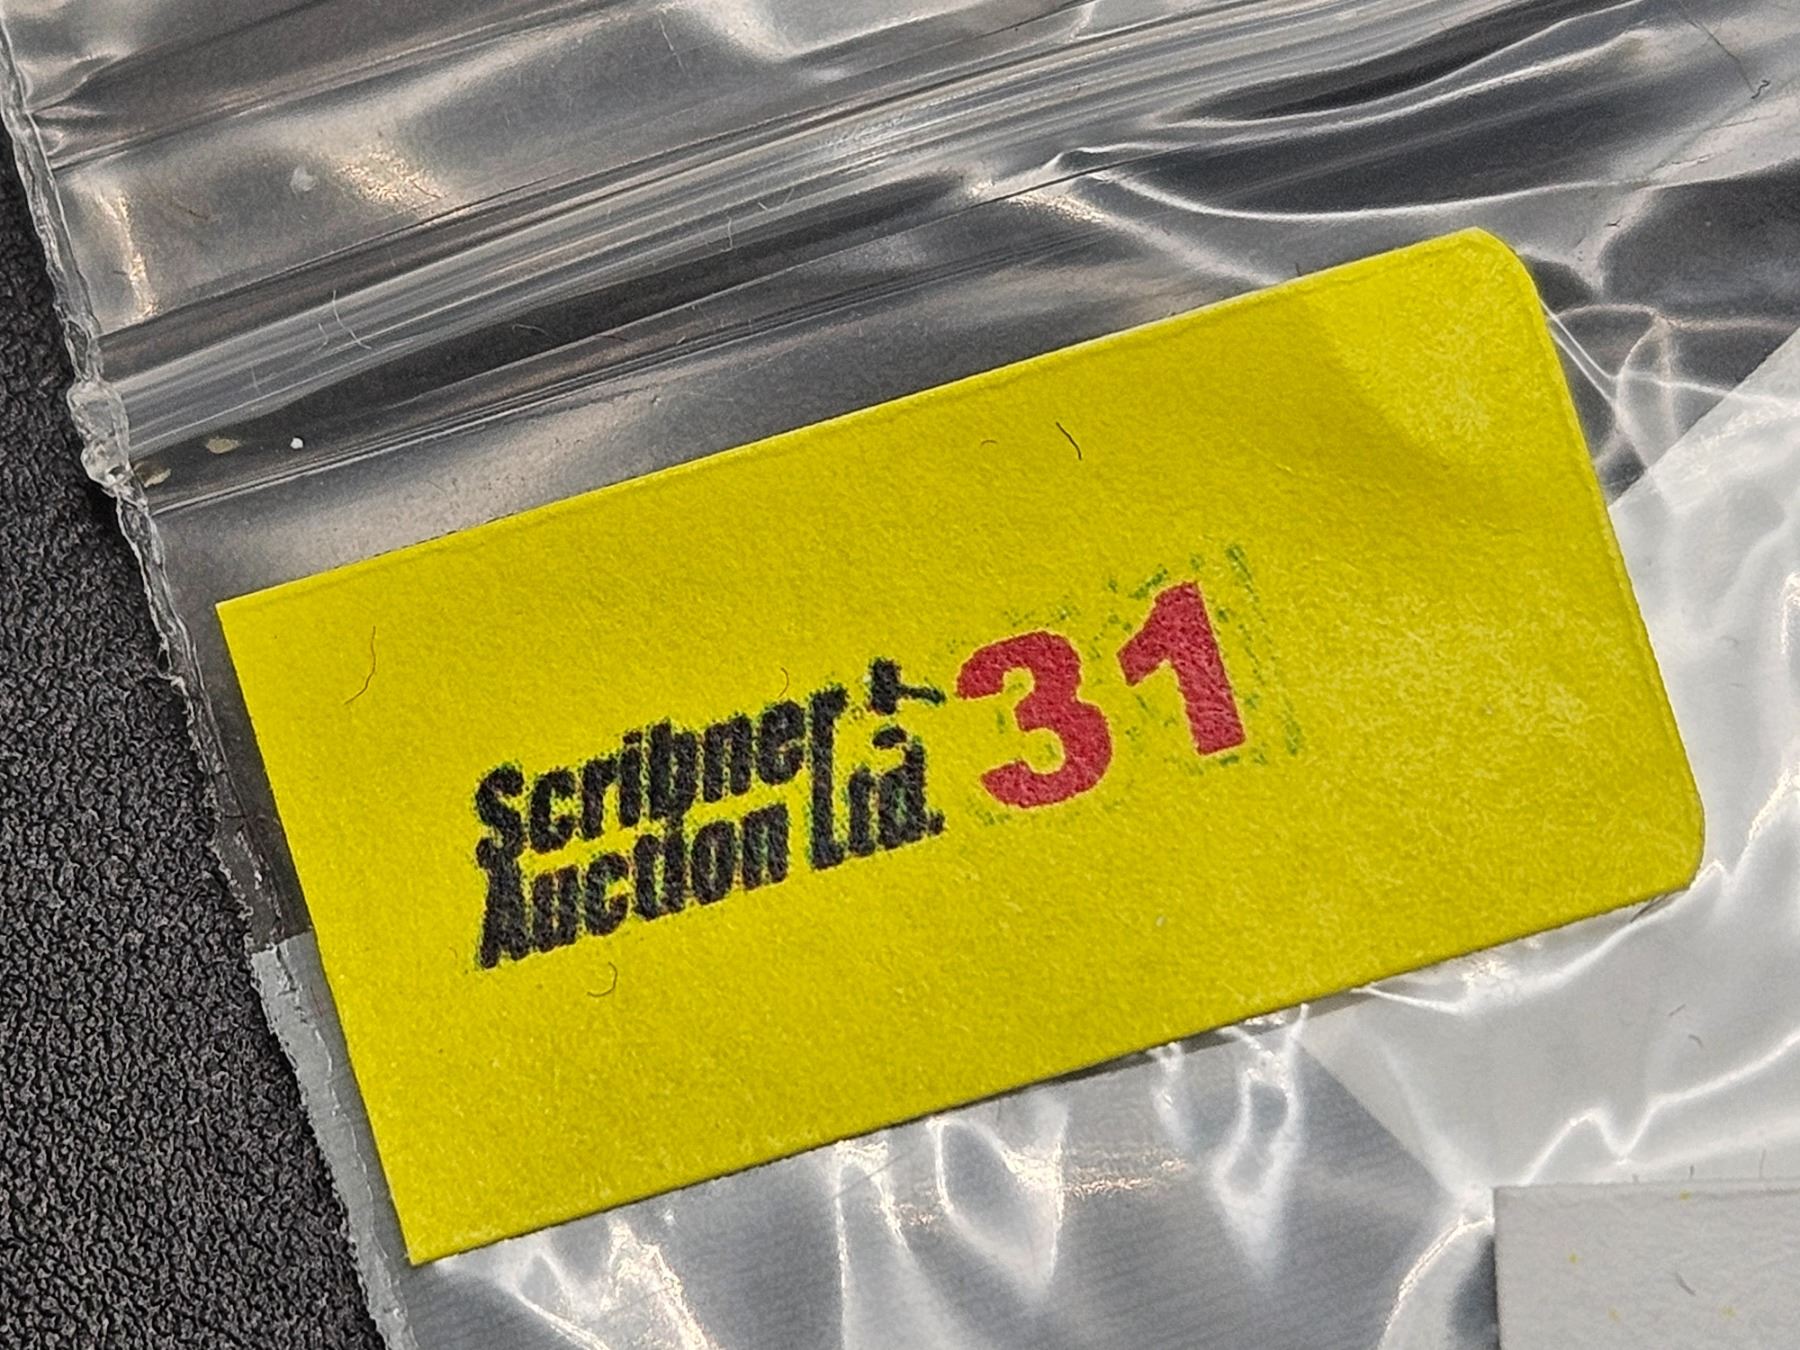 Scribner
Auction Ltd.
31